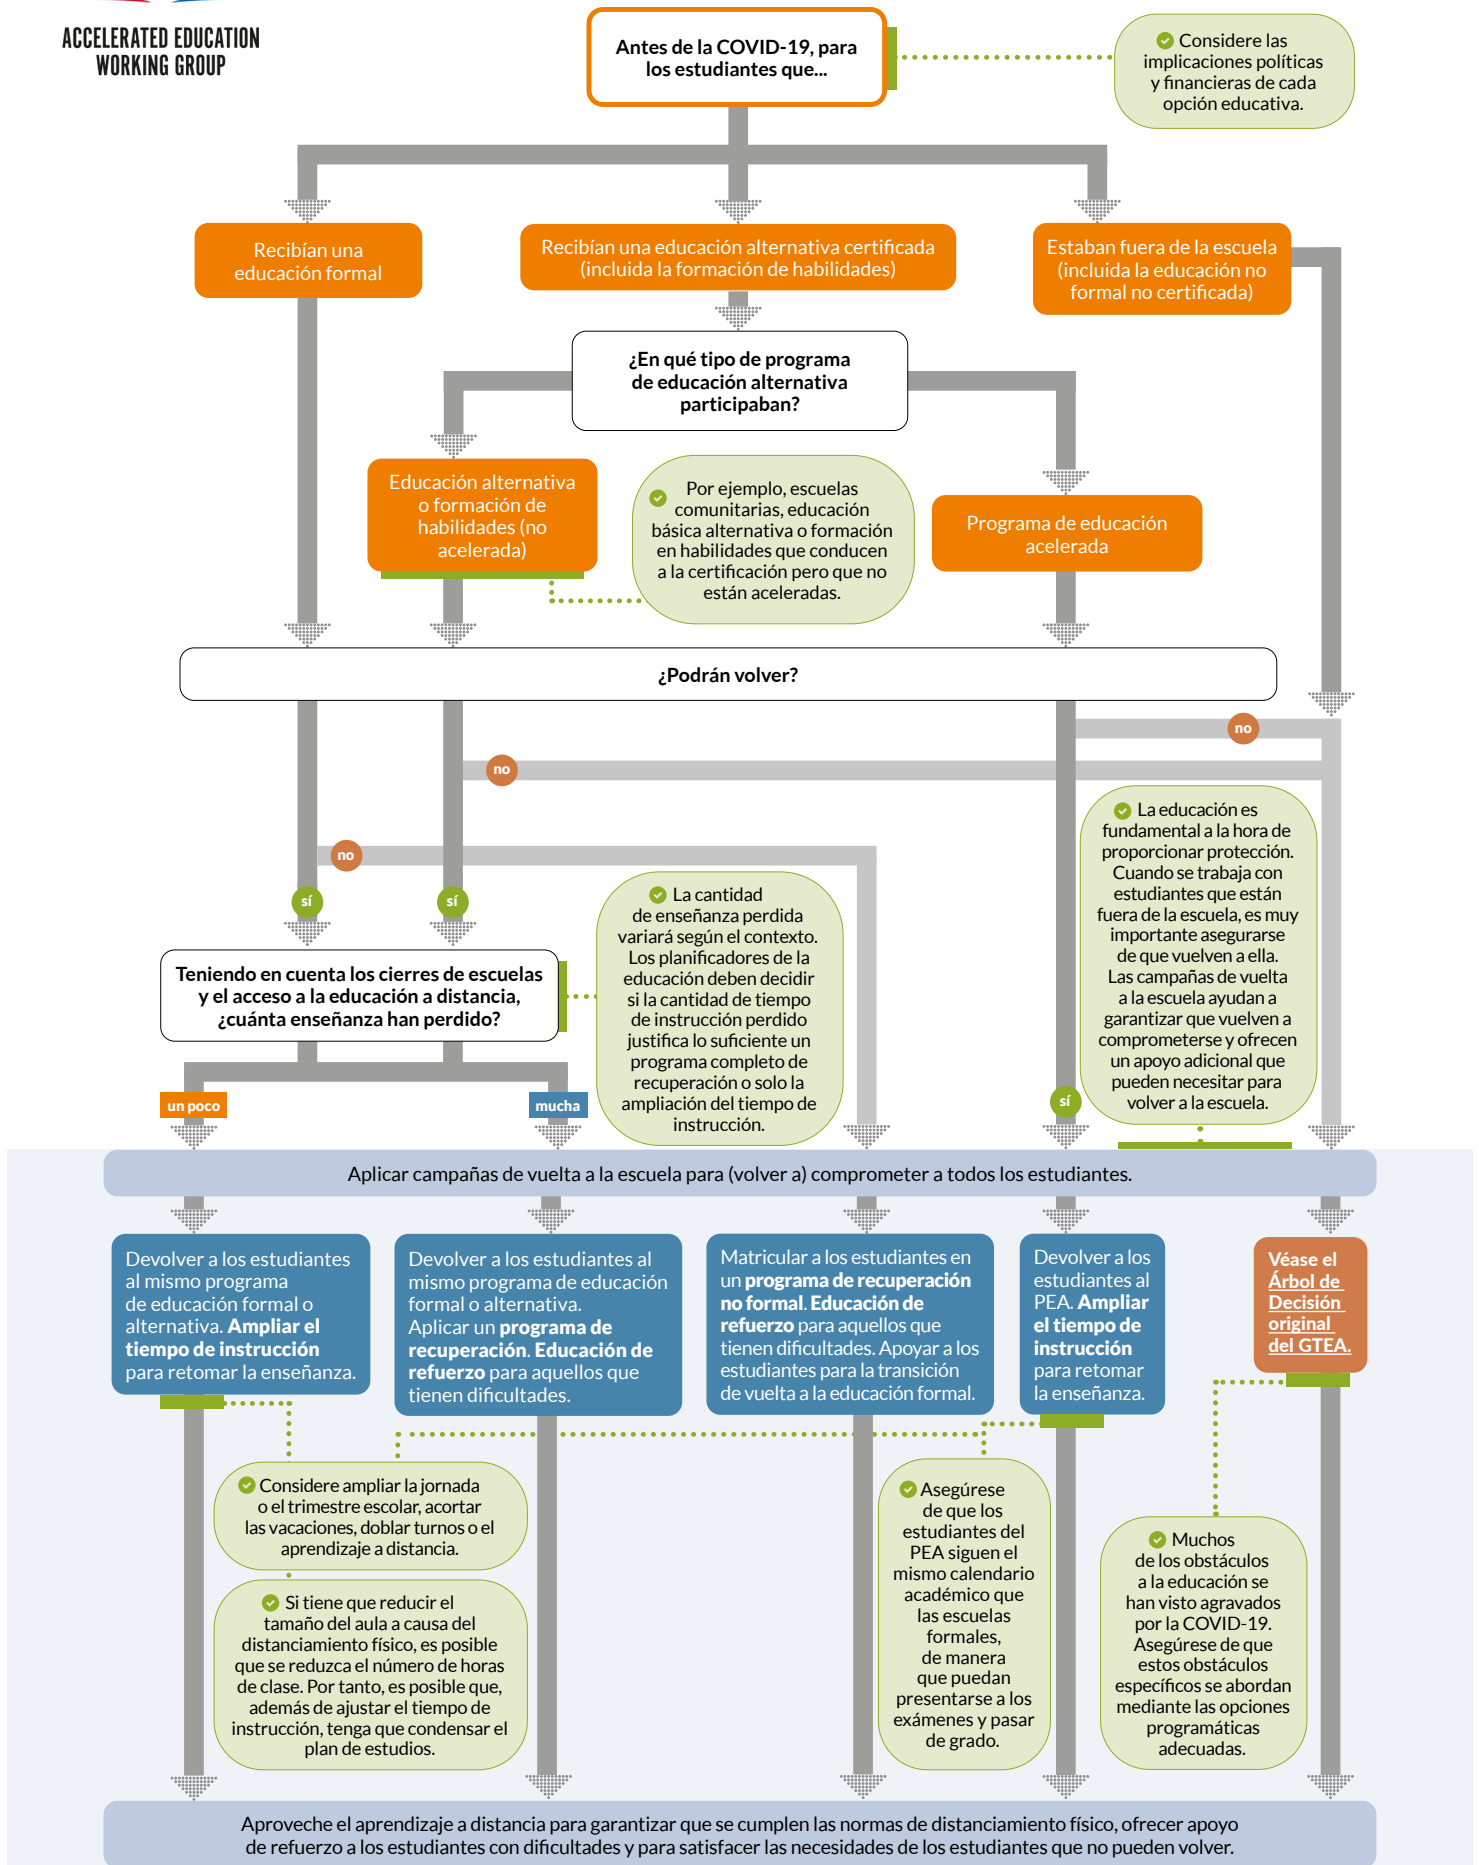 ACCELERATED EDUCATION
WORKING GROUP
Antes de la COVID-19, para
los estudiantes que...
Considere las
implicaciones políticas
y financieras de cada
opción educativa.
Recibían una
educación formal
Recibían una educación alternativa certificada
(incluida la formación de habilidades)
Estaban fuera de la escuela
(incluida la educación no
formal no certificada)
¿En qué tipo de programa
de educación alternativa
participaban?
Educación alternativa
o formación de
habilidades (no
acelerada)
Por ejemplo, escuelas
comunitarias, educación
básica alternativa o formación
en habilidades que conducen
a la certificación pero que no
están aceleradas.
Programa de educación
acelerada
¿Podrán volver?
no
no
no
sí
sí
La educación es
fundamental a la hora de
proporcionar protección.
Cuando se trabaja con
estudiantes que están
fuera de la escuela, es muy
importante asegurarse
de que vuelven a ella.
Las campañas de vuelta
a la escuela ayudan a
garantizar que vuelven a
comprometerse y ofrecen
un apoyo adicional que
pueden necesitar para
volver a la escuela.
Teniendo en cuenta los cierres de escuelas
y el acceso a la educación a distancia,
¿cuánta enseñanza han perdido?
La cantidad
de enseñanza perdida
variará según el contexto.
Los planificadores de la
educación deben decidir
si la cantidad de tiempo
de instrucción perdido
justifica lo suficiente un
programa completo de
recuperación o solo la
ampliación del tiempo de
instrucción.
un poco
mucha
sí
Aplicar campañas de vuelta a la escuela para (volver a) comprometer a todos los estudiantes.
Devolver a los estudiantes
al mismo programa
de educación formal o
alternativa. Ampliar el
tiempo de instrucción
para retomar la enseñanza.
Devolver a los estudiantes al
mismo programa de educación
formal o alternativa.
Aplicar un programa de
recuperación. Educación de
refuerzo para aquellos que
tienen dificultades.
Matricular a los estudiantes en
un programa de recuperación
no formal. Educación de
refuerzo para aquellos que
tienen dificultades. Apoyar a los
estudiantes para la transición
de vuelta a la educación formal.
Devolver a los
estudiantes al
PEA. Ampliar
el tiempo de
instrucción
para retomar
la enseñanza.
Véase el
Árbol de
Decisión
original
del GTEA.
Considere ampliar la jornada
o el trimestre escolar, acortar
las vacaciones, doblar turnos o el
aprendizaje a distancia.
Si tiene que reducir el
tamaño del aula a causa del
distanciamiento físico, es posible
que se reduzca el número de horas
de clase. Por tanto, es posible que,
además de ajustar el tiempo de
instrucción, tenga que condensar el
plan de estudios.
Asegúrese
de que los
estudiantes del
PEA siguen el
mismo calendario
académico que
las escuelas
formales,
de manera
que puedan
presentarse a los
exámenes y pasar
de grado.
Muchos
de los obstáculos
a la educación se
han visto agravados
por la COVID-19.
Asegúrese de que
estos obstáculos
específicos se abordan
mediante las opciones
programáticas
adecuadas.
Aproveche el aprendizaje a distancia para garantizar que se cumplen las normas de distanciamiento físico, ofrecer apoyo
de refuerzo a los estudiantes con dificultades y para satisfacer las necesidades de los estudiantes que no pueden volver.